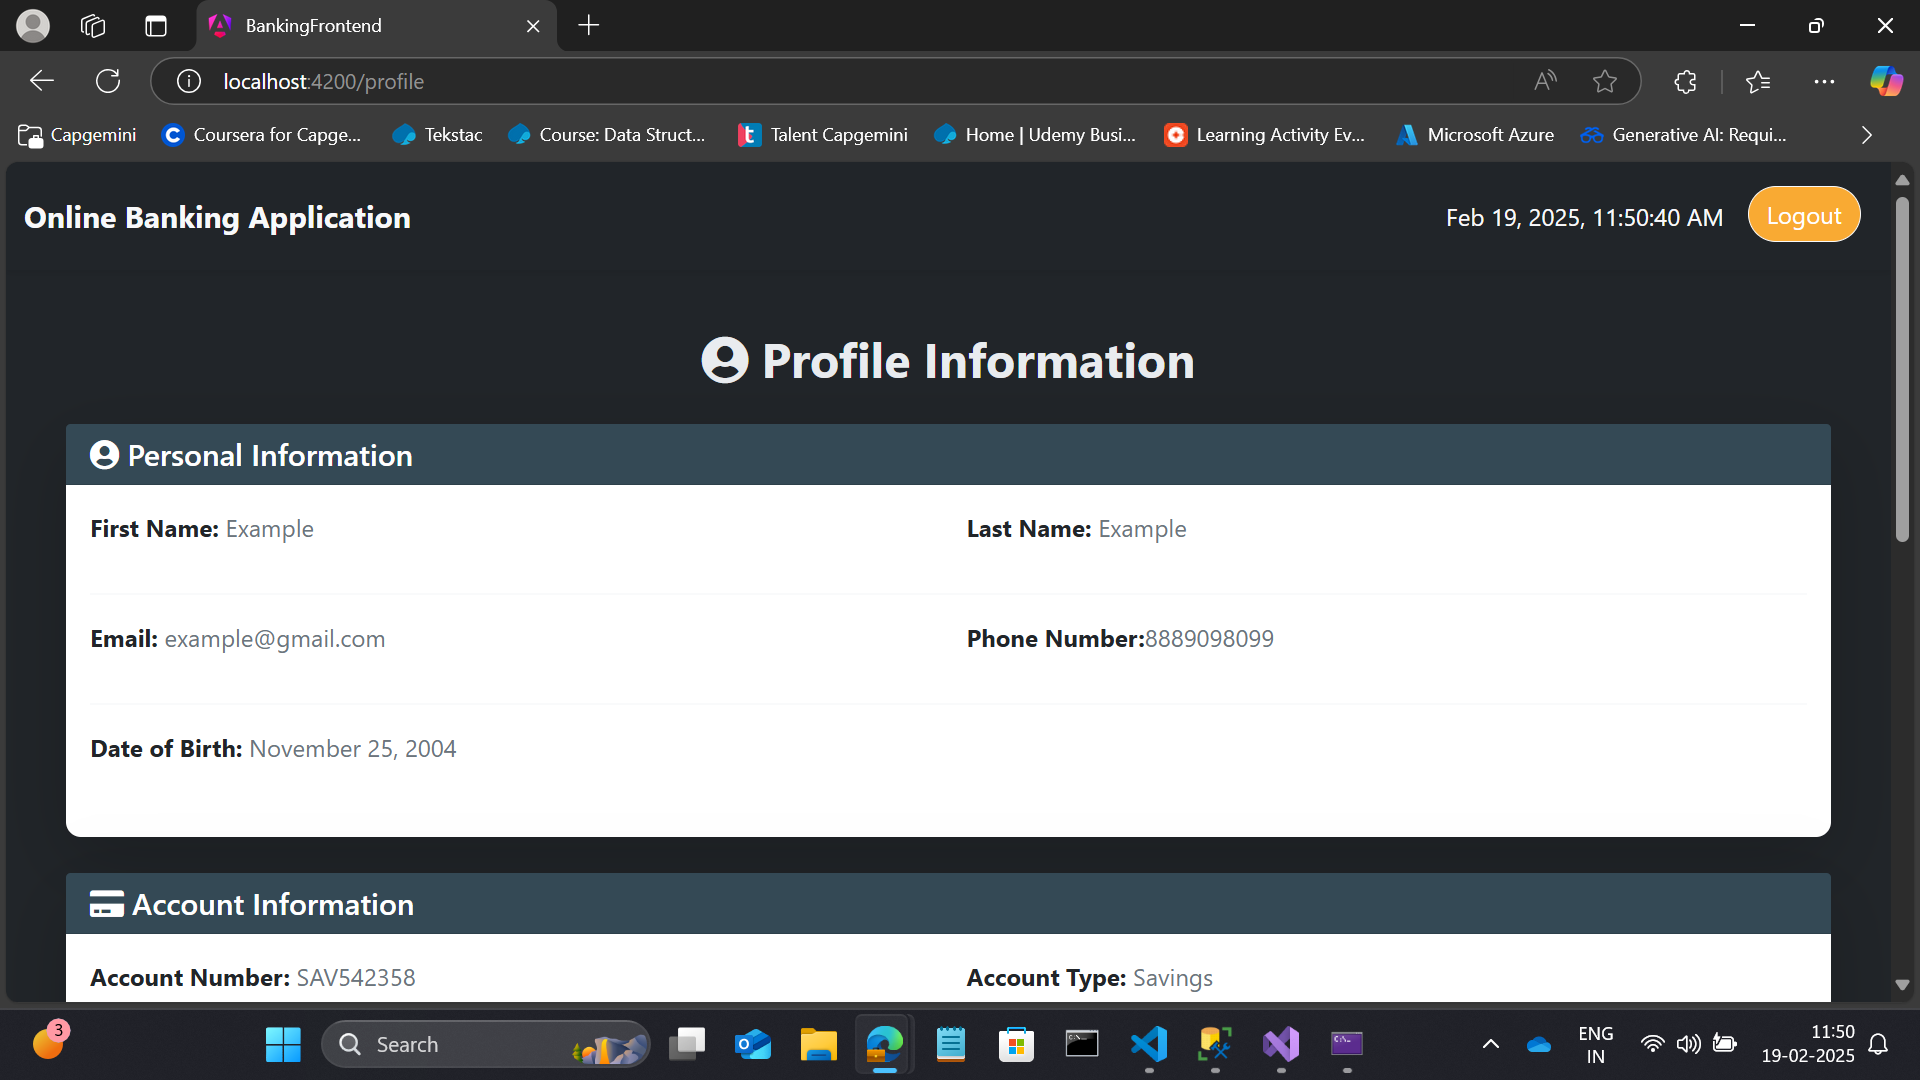 BankingFrontend
localhost:4200/profile
Capgemini
Coursera for Capge...
Tekstac
Course: Data Struct...
Talent Capgemini
Home | Udemy Busi...
Learning Activity Ev...
Microsoft Azure
Generative AI: Requi...
Online Banking Application
Feb 19, 2025, 11:50:40 AM
Logout
Profile Information
Personal Information
First Name: Example
Last Name: Example
Email: example@gmail.com
Phone Number:8889098099
Date of Birth: November 25, 2004
Account Information
Account Number: SAV542358
Account Type: Savings
3
Search
ENG
IN
11:50
19-02-2025